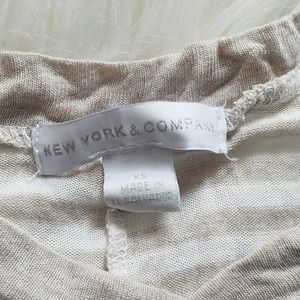 NEW YORK & COMPANY
XS
MADE IN
EL SALVADOR